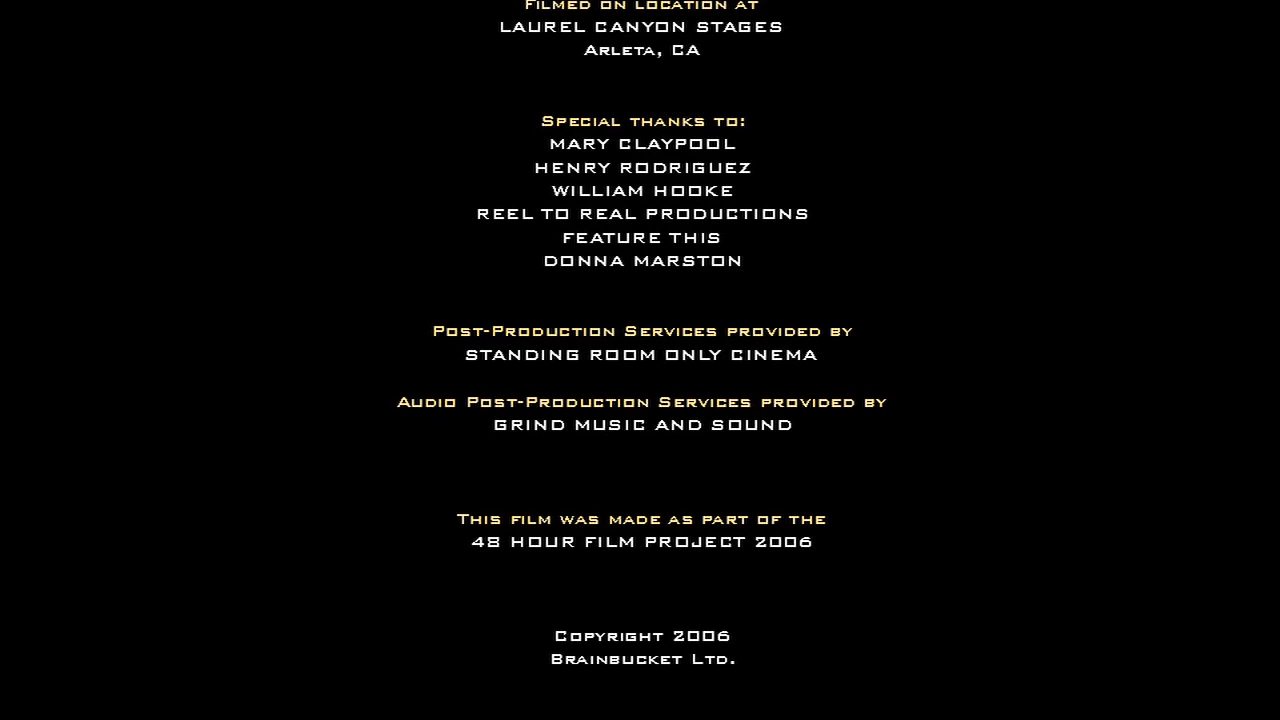 Filmed on location at
LAUREL CANYON STAGES
Arleta, CA
Special thanks to:
MARY CLAYPOOL
HENRY RODRIGUEZ
WILLIAM HOOKE
REEL TO REAL PRODUCTIONS
FEATURE THIS
DONNA MARSTON
Post-Production Services provided by
STANDING ROOM ONLY CINEMA
Audio Post-Production Services provided by
GRIND MUSIC AND SOUND
This film was made as part of the
48 HOUR FILM PROJECT 2006
Copyright 2006
Brainbucket Ltd.